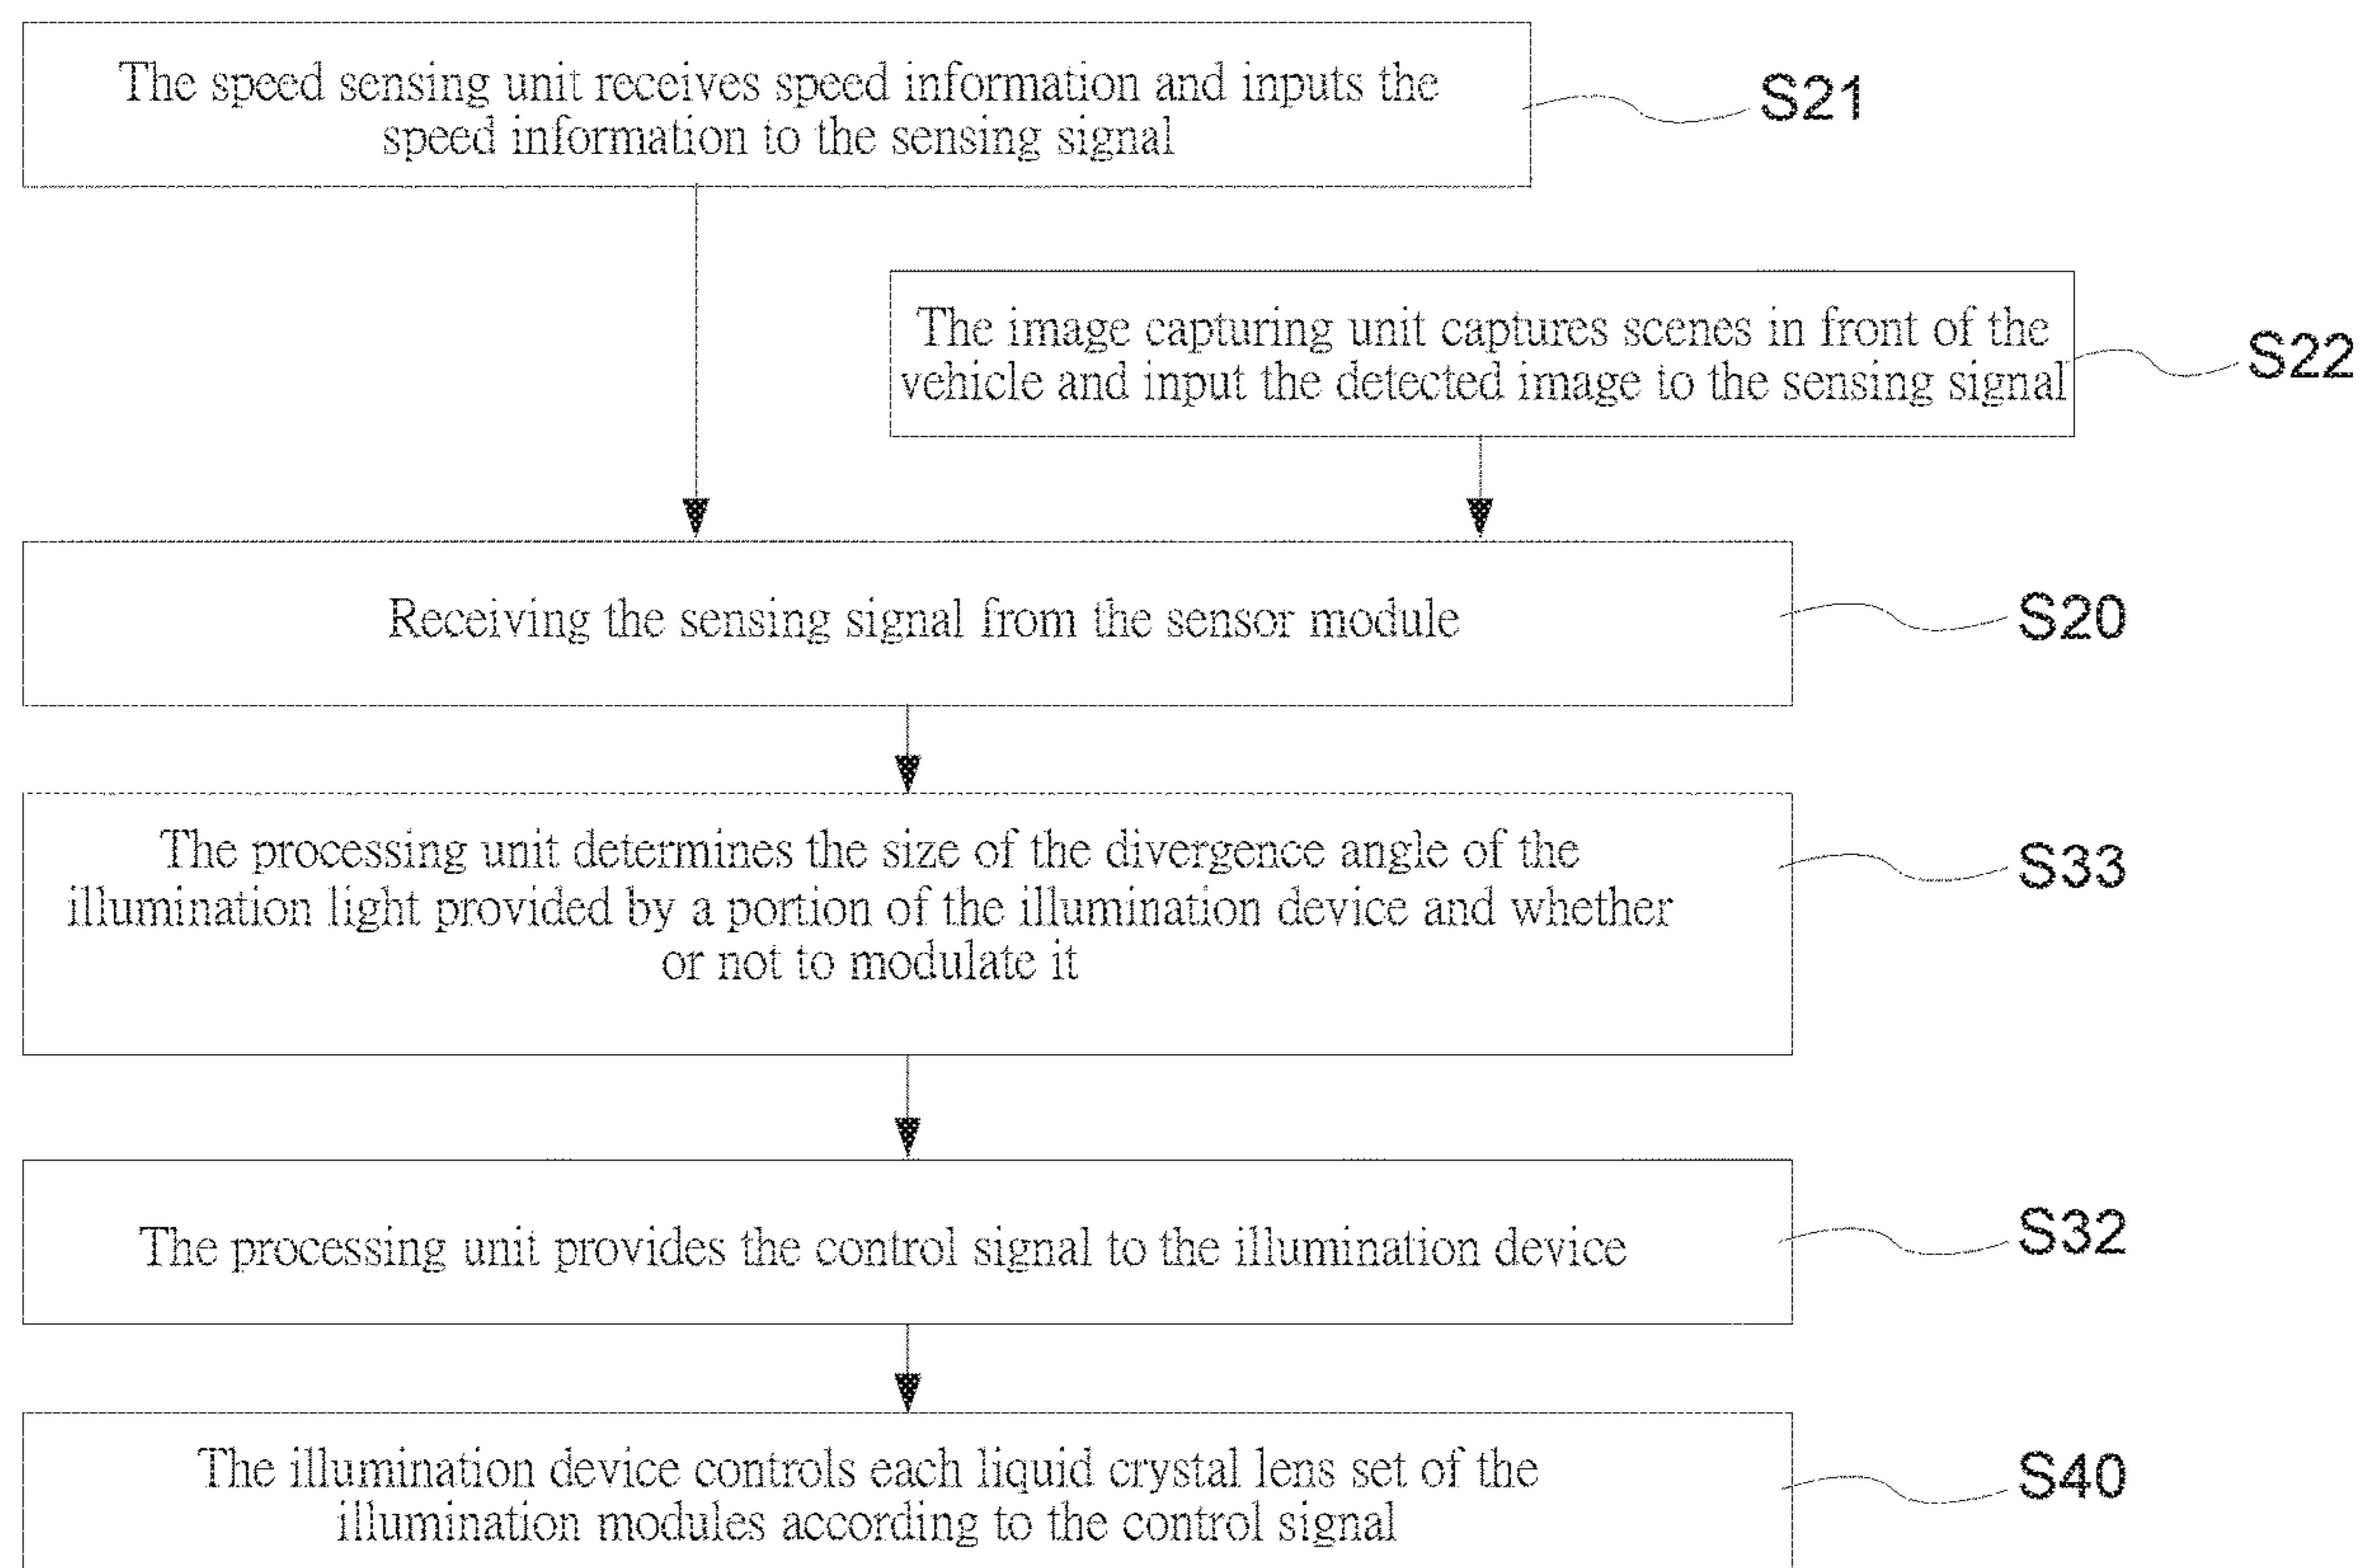 The speed sensing unit receives speed information and inputs the
speed information to the sensing signal
S21
The image capturing unit captures scenes in front of the
vehicle and input the detected image to the sensing signal
S22
Receiving the sensing signal from the sensor module
S20
The processing unit determines the size of the divergence angle of the
illumination light provided by a portion of the illumination device and whether
or not to modulate it
S33
The processing unit provides the control signal to the illumination device
S32
The illumination device controls each liquid crystal lens set of the
illumination modules according to the control signal
S40